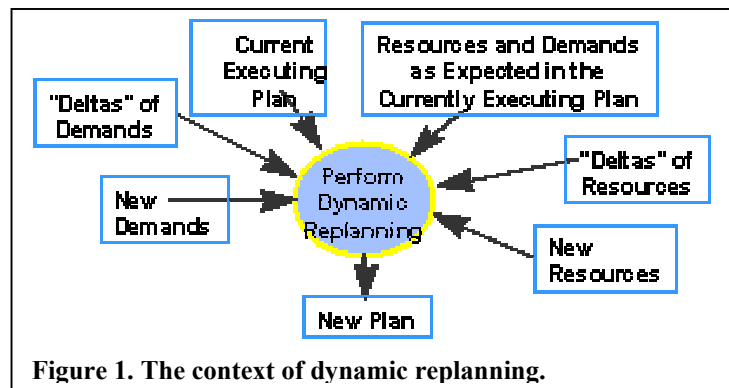 Current
Executing
Plan
Resources and Demands
as Expected in the
Currently Executing Plan
"Deltas" of
Demands
"Deltas" of
Resources
New
Demands
Perform
Dynamic
Replanning
New
Resources
New Plan
Figure 1. The context of dynamic replanning.